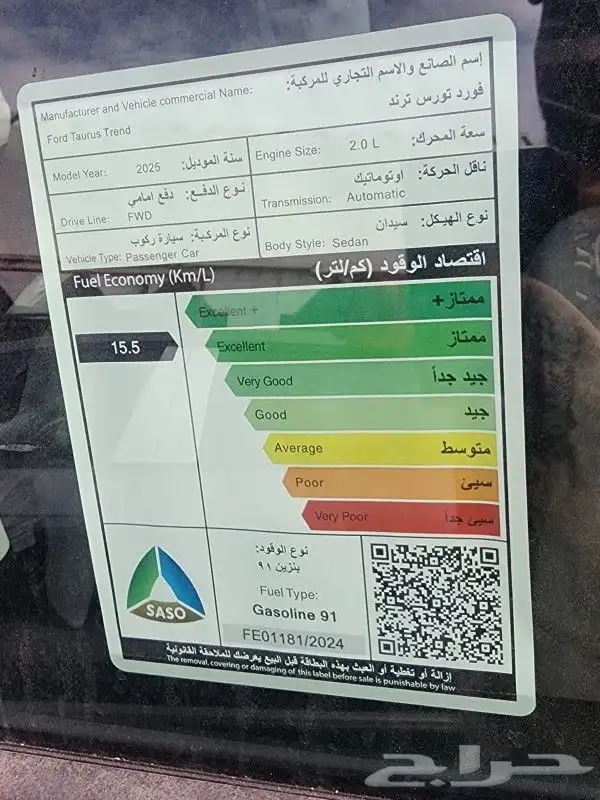 إسم الصانع والاسم التجاري للمركبة:
Manufacturer and Vehicle commercial Name:
فورد تورس ترند
Ford Taurus Trend
سنة الموديل:
Model Year: 2025
سعة المحرك:
Engine Size: 2.0 L
نوع الدفع: دفع امامي
Drive Line: FWD
ناقل الحركة: اوتوماتيك
Transmission: Automatic
نوع المركبة: سيارة ركوب
Vehicle Type: Passenger Car
نوع الهيكل: سيدان
Body Style: Sedan
Fuel Economy (Km/L) اقتصاد الوقود (كم/لتر)
Excellent + ممتاز+
15.5
Excellent ممتاز
Very Good جيد جداً
Good جيد
Average متوسط
Poor سيئ
Very Poor سيئ جداً
SASO
نوع الوقود:
بنزين ٩١
Fuel Type:
Gasoline 91
FE01181/2024
إزالة أو تغطية أو العبث بهذه البطاقة قبل البيع يعرضك للملاحقة القانونية
The removal, covering or damaging of this label before sale is punishable by law
حراج